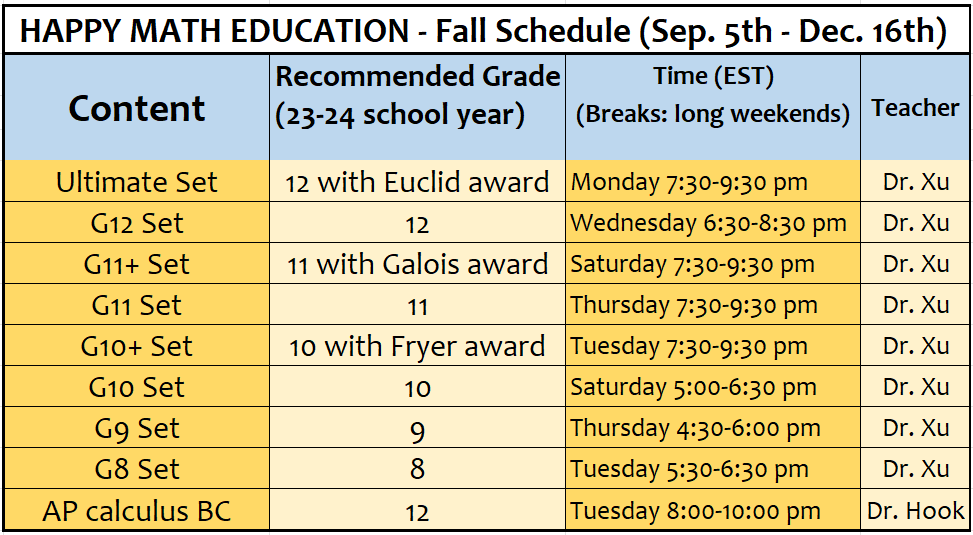 HAPPY MATH EDUCATION - Fall Schedule (Sep. 5th - Dec. 16th)
Content
Recommended Grade
(23-24 school year)
Time (EST)
(Breaks: long weekends)
Teacher
Ultimate Set 12 with Euclid award Monday 7:30-9:30 pm Dr. Xu
G12 Set 12 Wednesday 6:30-8:30 pm Dr. Xu
G11+ Set 11 with Galois award Saturday 7:30-9:30 pm Dr. Xu
G11 Set 11 Thursday 7:30-9:30 pm Dr. Xu
G10+ Set 10 with Fryer award Tuesday 7:30-9:30 pm Dr. Xu
G10 Set 10 Saturday 5:00-6:30 pm Dr. Xu
G9 Set 9 Thursday 4:30-6:00 pm Dr. Xu
G8 Set 8 Tuesday 5:30-6:30 pm Dr. Xu
AP calculus BC 12 Tuesday 8:00-10:00 pm Dr. Hook